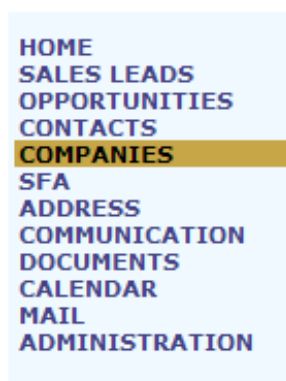 HOME
SALES LEADS
OPPORTUNITIES
CONTACTS
COMPANIES
SFA
ADDRESS
COMMUNICATION
DOCUMENTS
CALENDAR
MAIL
ADMINISTRATION